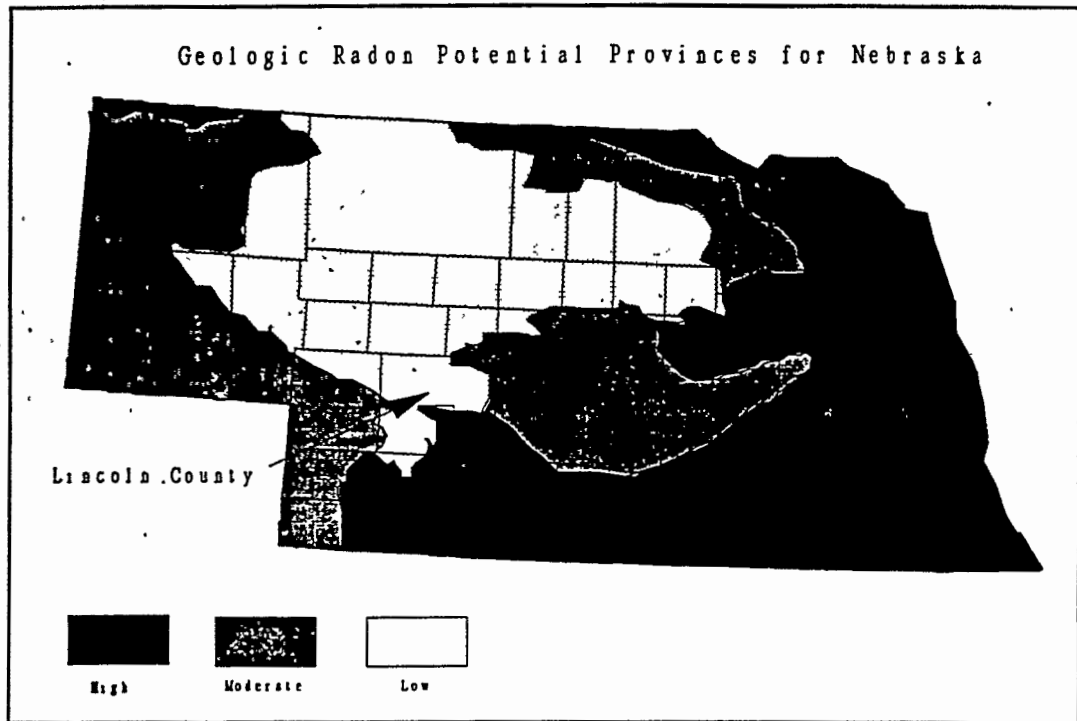 Geologic Radon Potential Provinces for Nebraska
Lincoln County
High
Moderate
Low